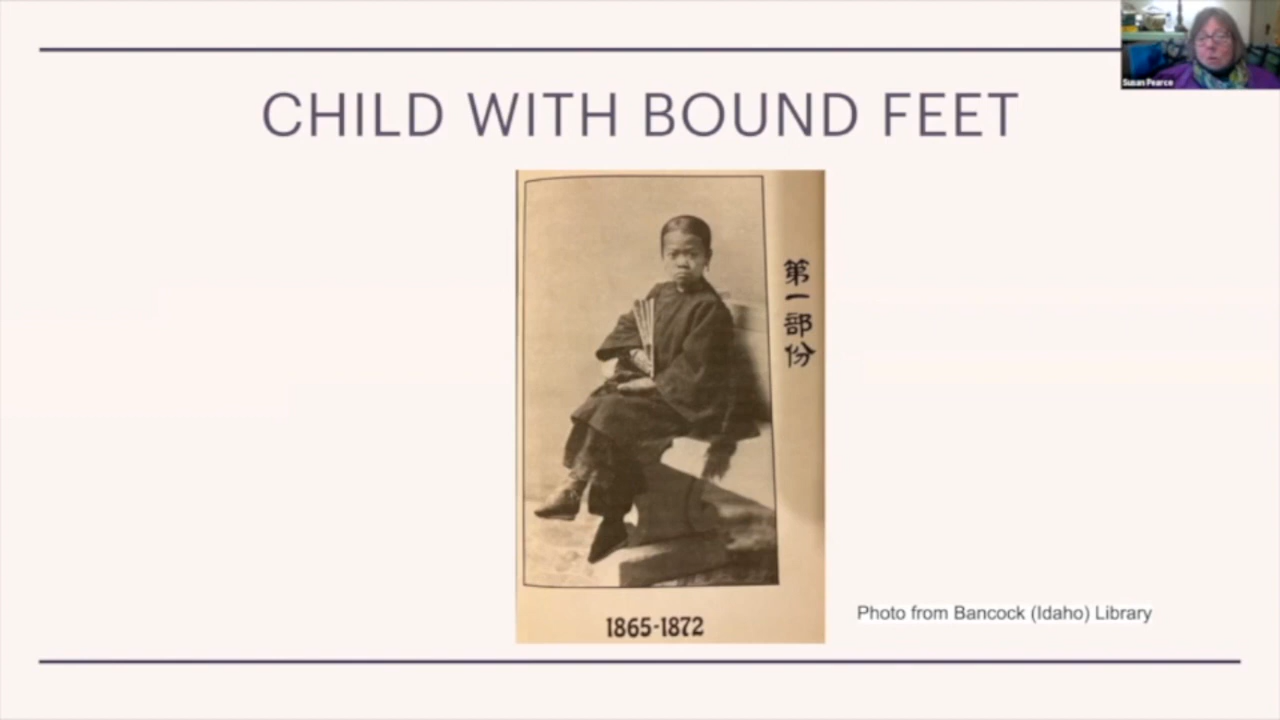 Susan Pearce
CHILD WITH BOUND FEET
第一部份
1865-1872
Photo from Bancock (Idaho) Library